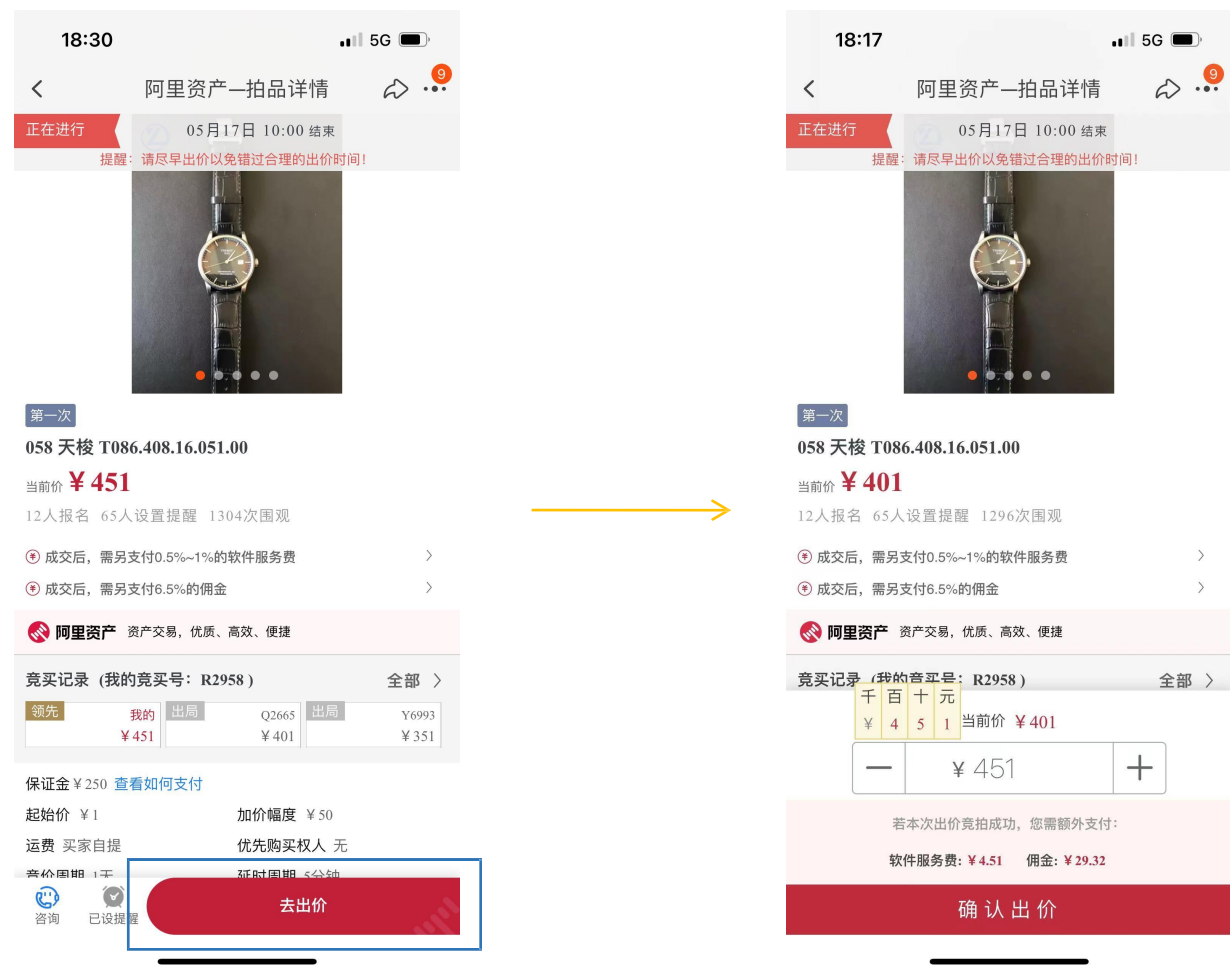 18:30
5G
阿里资产—拍品详情
9
正在进行
05月17日 10:00 结束
提醒：请尽早出价以免错过合理的出价时间！
第一次
058 天梭 T086.408.16.051.00
当前价 ¥ 451
12人报名 65人设置提醒 1304次围观
成交后，需另支付0.5%~1%的软件服务费
成交后，需另支付6.5%的佣金
阿里资产 资产交易，优质、高效、便捷
竞买记录 (我的竞买号：R2958 ) 全部
领先 我的 出局 Q2665 出局 Y6993
¥ 451 ¥ 401 ¥ 351
保证金 ¥ 250 查看如何支付
起始价 ¥ 1 加价幅度 ¥ 50
运费 买家自提 优先购买权人 无
竞价周期 1天 延时周期 5分钟
咨询 已设提醒 去出价
18:17
5G
阿里资产—拍品详情
9
正在进行
05月17日 10:00 结束
提醒：请尽早出价以免错过合理的出价时间！
第一次
058 天梭 T086.408.16.051.00
当前价 ¥ 401
12人报名 65人设置提醒 1296次围观
成交后，需另支付0.5%~1%的软件服务费
成交后，需另支付6.5%的佣金
阿里资产 资产交易，优质、高效、便捷
竞买记录 (我的竞买号：R2958 ) 全部
千 百 十 元
¥ 4 5 1
当前价 ¥ 401
— ¥ 451 +
若本次出价竞拍成功，您需额外支付：
软件服务费: ¥ 4.51 佣金: ¥ 29.32
确认出价